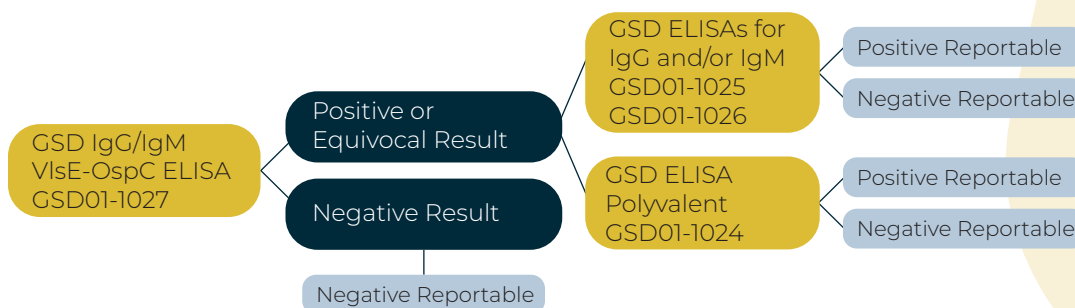 GSD IgG/IgM
VlsE-OspC ELISA
GSD01-1027
Positive or
Equivocal Result
Negative Result
Negative Reportable
GSD ELISAs for
IgG and/or IgM
GSD01-1025
GSD01-1026
Positive Reportable
Negative Reportable
GSD ELISA
Polyvalent
GSD01-1024
Positive Reportable
Negative Reportable